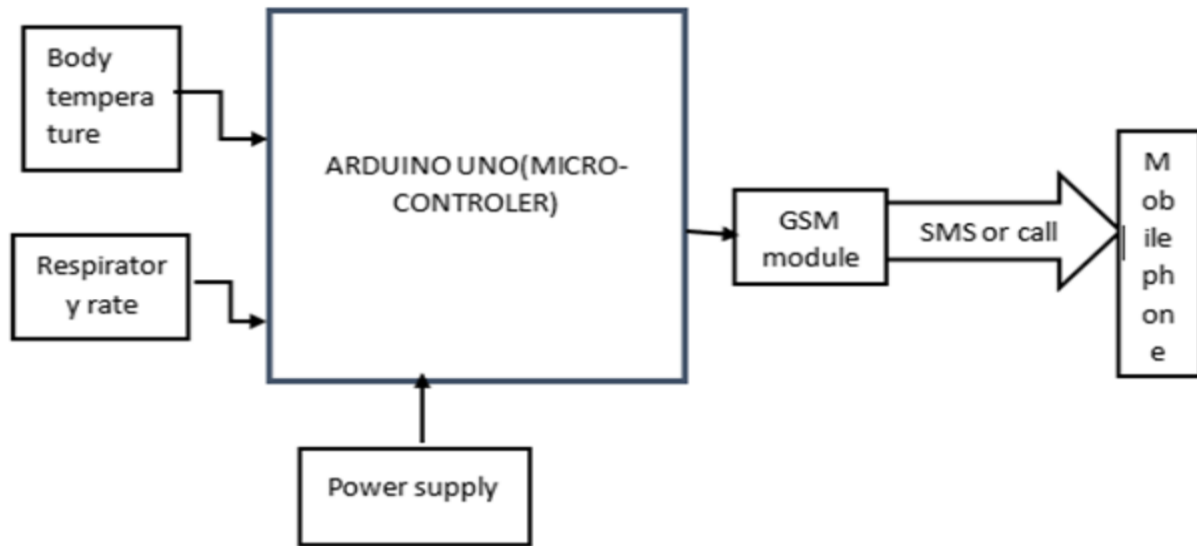 Body
tempera
ture
ARDUINO UNO(MICRO-
CONTROLER)
Respirator
y rate
GSM
module
SMS or call
M
ob
ile
ph
on
e
Power supply